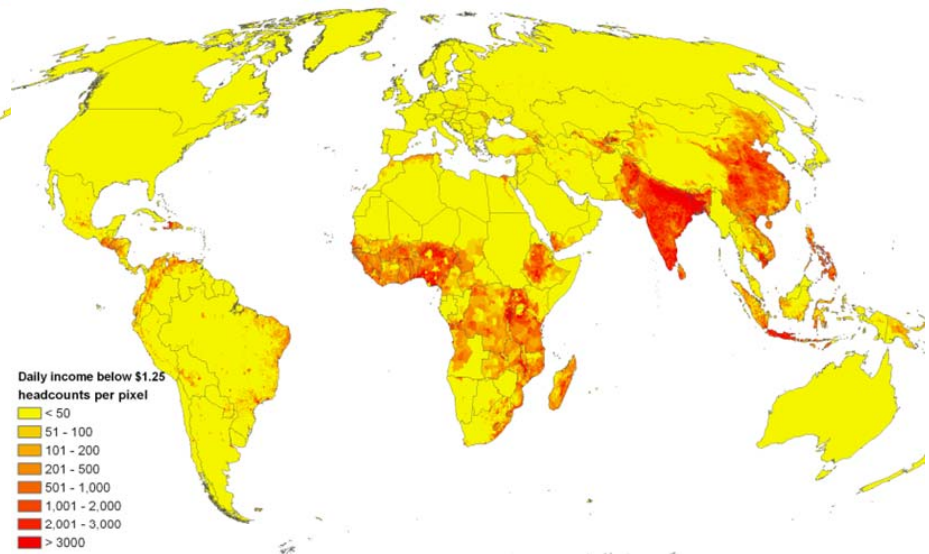 Daily income below $1.25
headcounts per pixel
< 50
51 - 100
101 - 200
201 - 500
501 - 1,000
1,001 - 2,000
2,001 - 3,000
> 3000